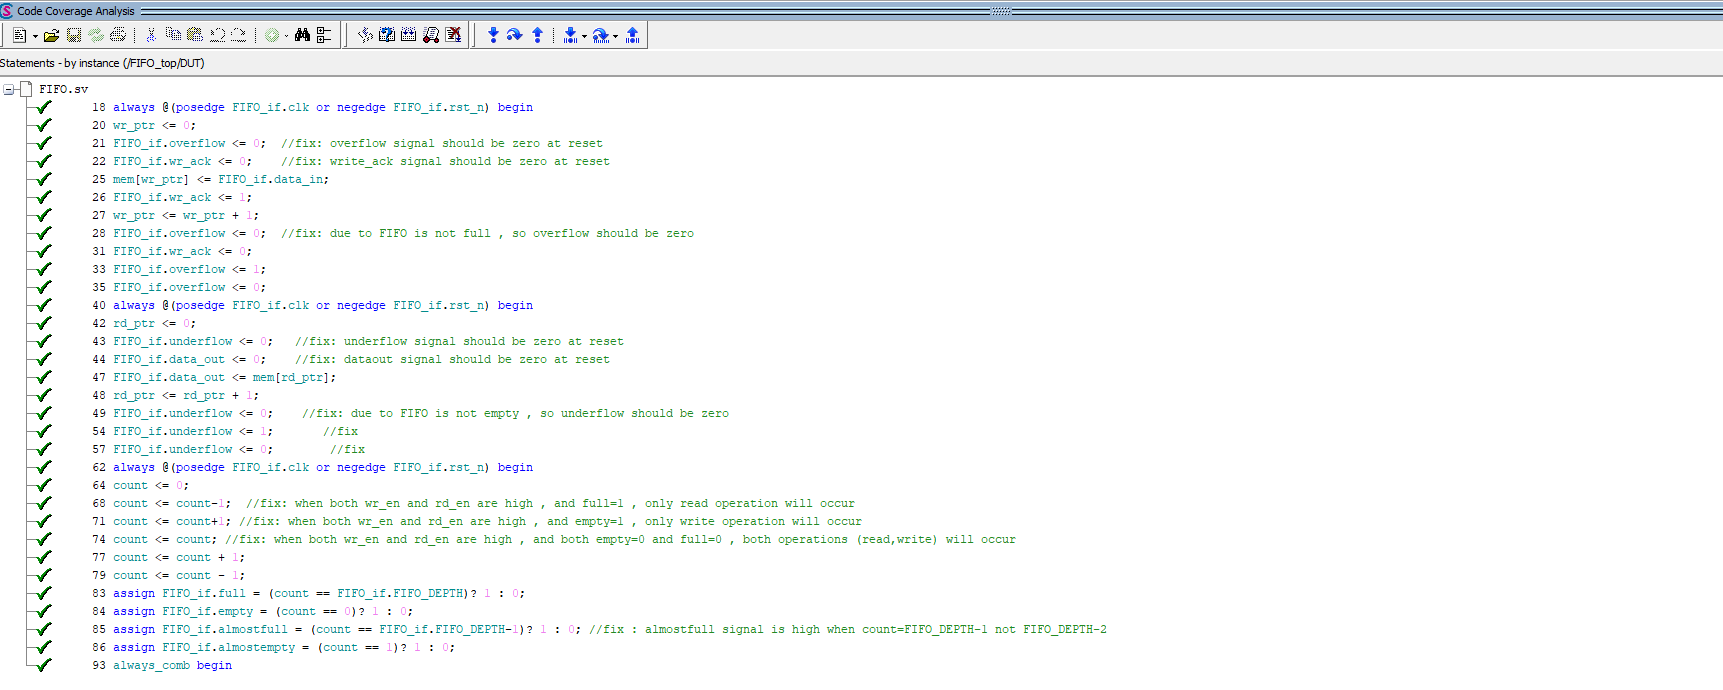 Code Coverage Analysis
Statements - by instance (/FIFO_top/DUT)
FIFO.sv
18 always @(posedge FIFO_if.clk or negedge FIFO_if.rst_n) begin
20 wr_ptr <= 0;
21 FIFO_if.overflow <= 0;  //fix: overflow signal should be zero at reset
22 FIFO_if.wr_ack <= 0;    //fix: write_ack signal should be zero at reset
25 mem[wr_ptr] <= FIFO_if.data_in;
26 FIFO_if.wr_ack <= 1;
27 wr_ptr <= wr_ptr + 1;
28 FIFO_if.overflow <= 0;  //fix: due to FIFO is not full , so overflow should be zero
31 FIFO_if.wr_ack <= 0;
33 FIFO_if.overflow <= 1;
35 FIFO_if.overflow <= 0;
40 always @(posedge FIFO_if.clk or negedge FIFO_if.rst_n) begin
42 rd_ptr <= 0;
43 FIFO_if.underflow <= 0;   //fix: underflow signal should be zero at reset
44 FIFO_if.data_out <= 0;    //fix: dataout signal should be zero at reset
47 FIFO_if.data_out <= mem[rd_ptr];
48 rd_ptr <= rd_ptr + 1;
49 FIFO_if.underflow <= 0;    //fix: due to FIFO is not empty , so underflow should be zero
54 FIFO_if.underflow <= 1;       //fix
57 FIFO_if.underflow <= 0;        //fix
62 always @(posedge FIFO_if.clk or negedge FIFO_if.rst_n) begin
64 count <= 0;
68 count <= count-1;  //fix: when both wr_en and rd_en are high , and full=1 , only read operation will occur
71 count <= count+1; //fix: when both wr_en and rd_en are high , and empty=1 , only write operation will occur
74 count <= count; //fix: when both wr_en and rd_en are high , and both empty=0 and full=0 , both operations (read,write) will occur
77 count <= count + 1;
79 count <= count - 1;
83 assign FIFO_if.full = (count == FIFO_if.FIFO_DEPTH)? 1 : 0;
84 assign FIFO_if.empty = (count == 0)? 1 : 0;
85 assign FIFO_if.almostfull = (count == FIFO_if.FIFO_DEPTH-1)? 1 : 0; //fix : almostfull signal is high when count=FIFO_DEPTH-1 not FIFO_DEPTH-2
86 assign FIFO_if.almostempty = (count == 1)? 1 : 0;
93 always_comb begin